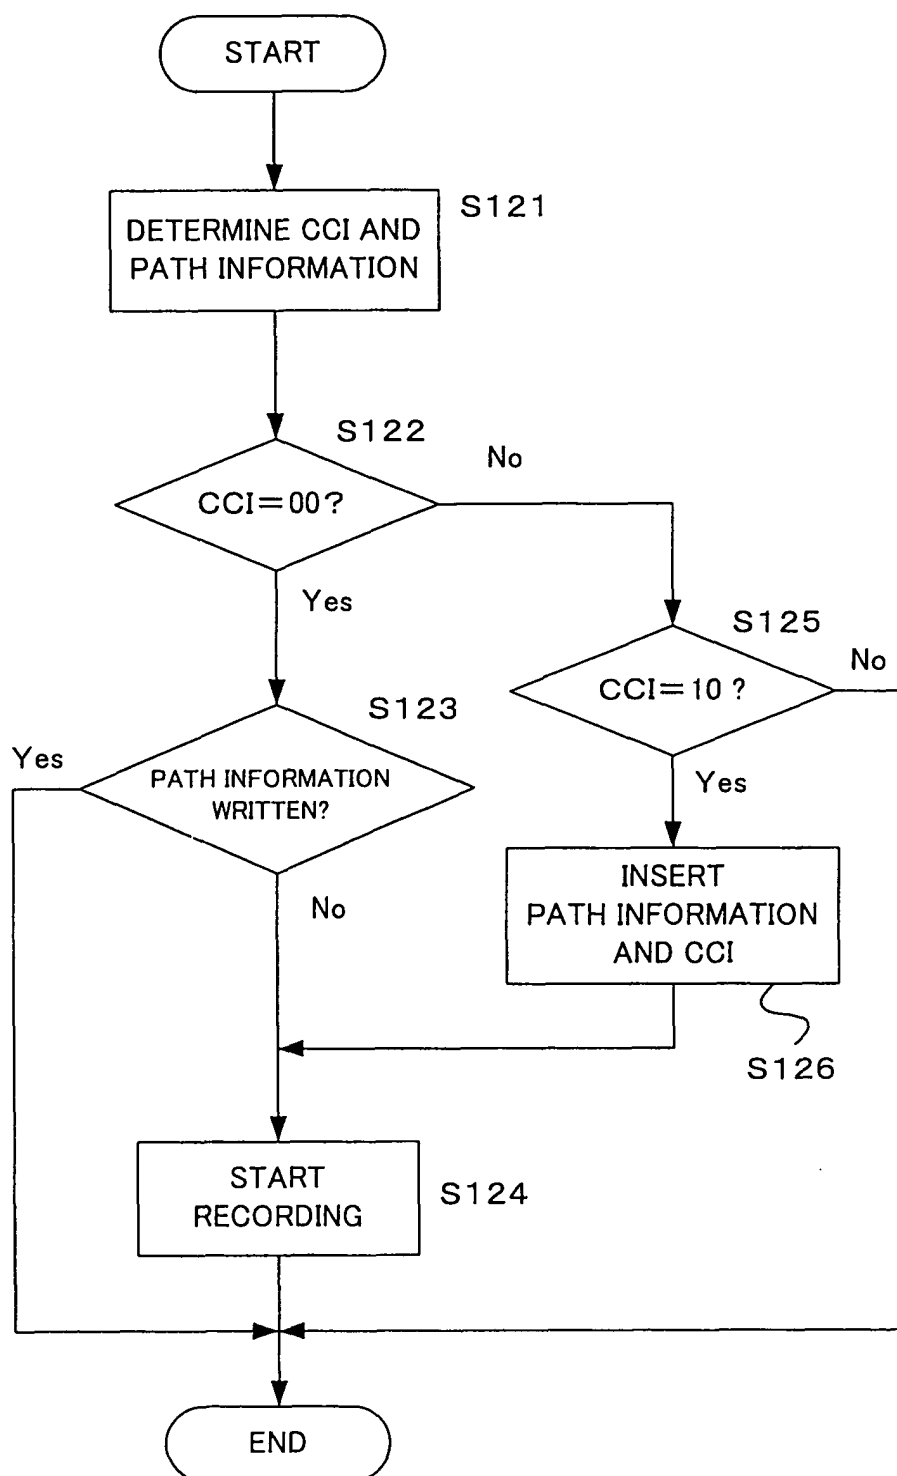 START
S121
DETERMINE CCI AND
PATH INFORMATION
S122
No
CCI=00?
Yes
S125
No
CCI=10?
S123
Yes
PATH INFORMATION
WRITTEN?
Yes
No
INSERT
PATH INFORMATION
AND CCI
S126
START
RECORDING
S124
END